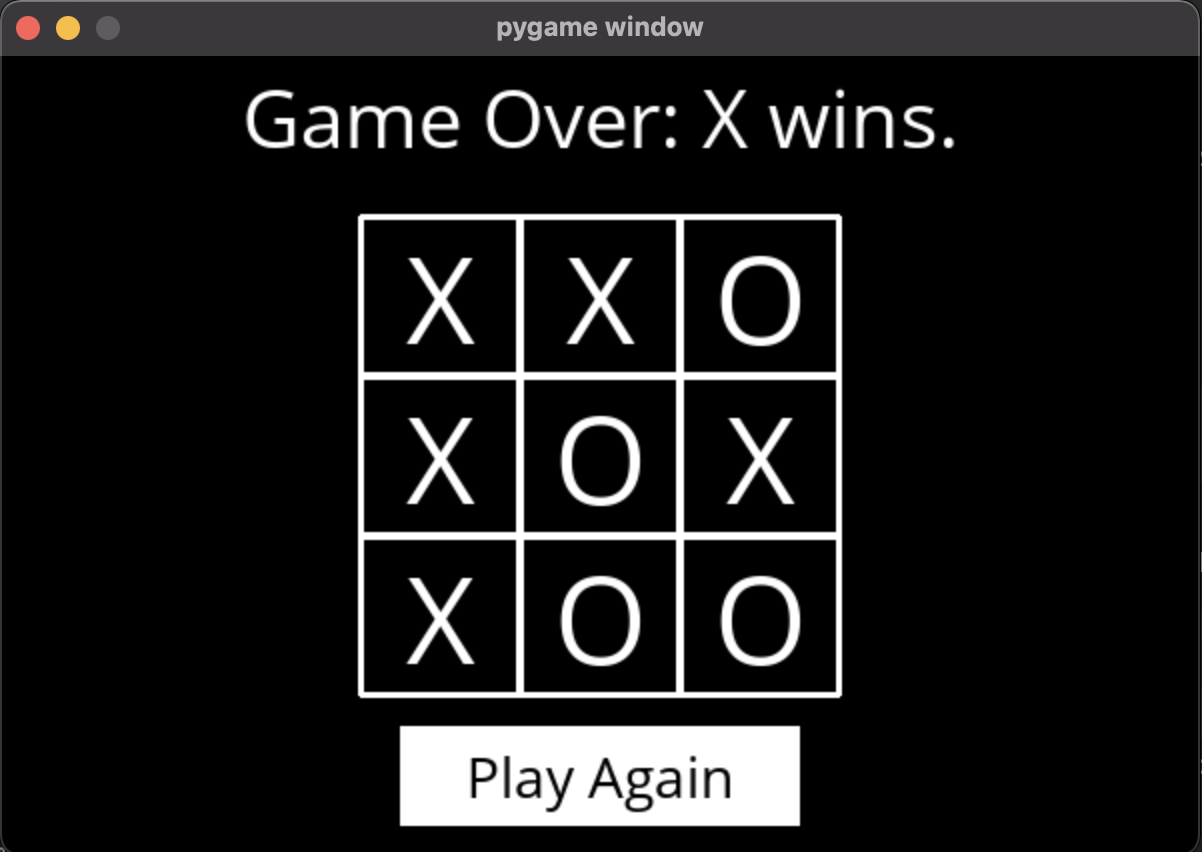 pygame window
Game Over: X wins.
X X O
X O X
X O O
Play Again